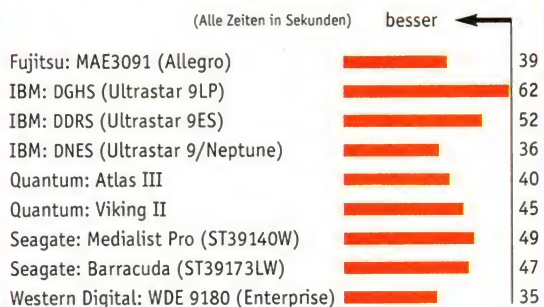 (Alle Zeiten in Sekunden) besser
Fujitsu: MAE3091 (Allegro) 39
IBM: DGHS (Ultrastar 9LP) 62
IBM: DDRS (Ultrastar 9ES) 52
IBM: DNES (Ultrastar 9/Neptune) 36
Quantum: Atlas III 40
Quantum: Viking II 45
Seagate: Medialist Pro (ST39140W) 49
Seagate: Barracuda (ST39173LW) 47
Western Digital: WDE 9180 (Enterprise) 35